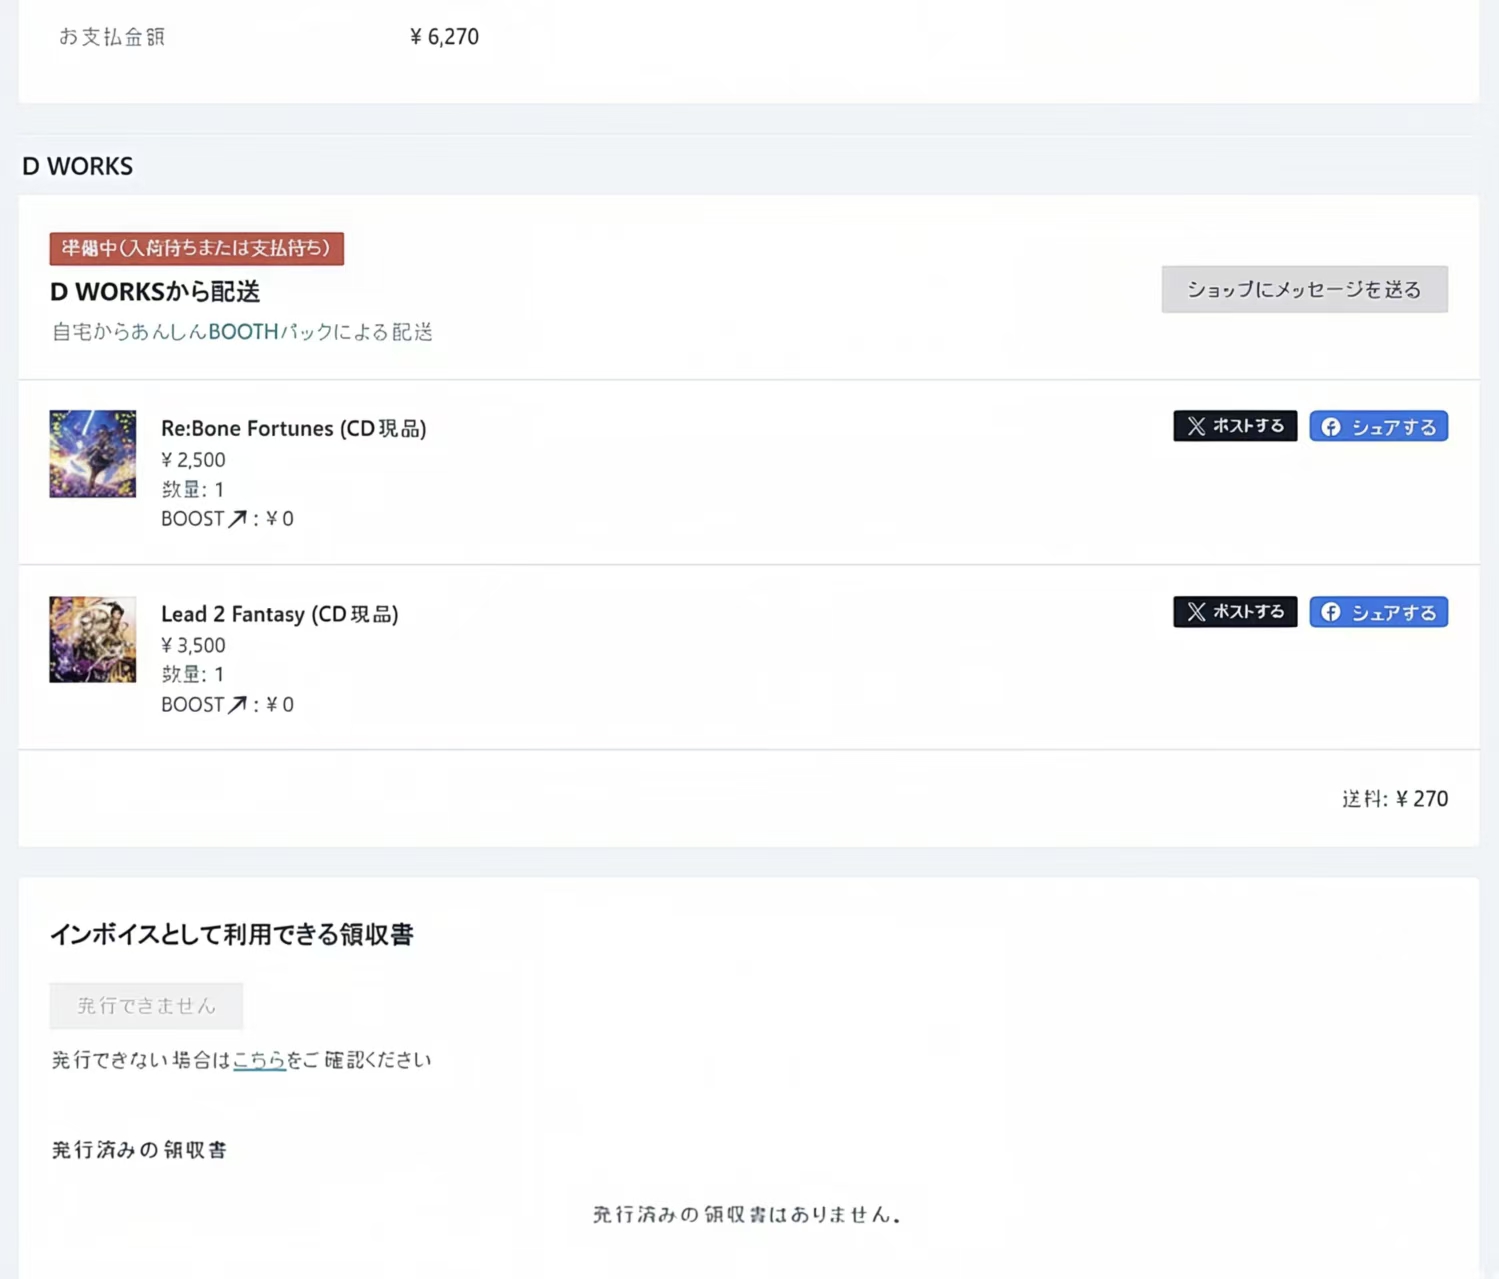 お支払金額 ¥ 6,270
D WORKS
準備中(入荷待ちまたは支払待ち)
D WORKSから配送
ショップにメッセージを送る
自宅からあんしんBOOTHパックによる配送
Re:Bone Fortunes (CD現品)
ポストする シェアする
¥ 2,500
数量: 1
BOOST↗: ¥ 0
Lead 2 Fantasy (CD現品)
ポストする シェアする
¥ 3,500
数量: 1
BOOST↗: ¥ 0
送料: ¥ 270
インボイスとして利用できる領収書
発行できません
発行できない場合はこちらをご確認ください
発行済みの領収書
発行済みの領収書はありません。